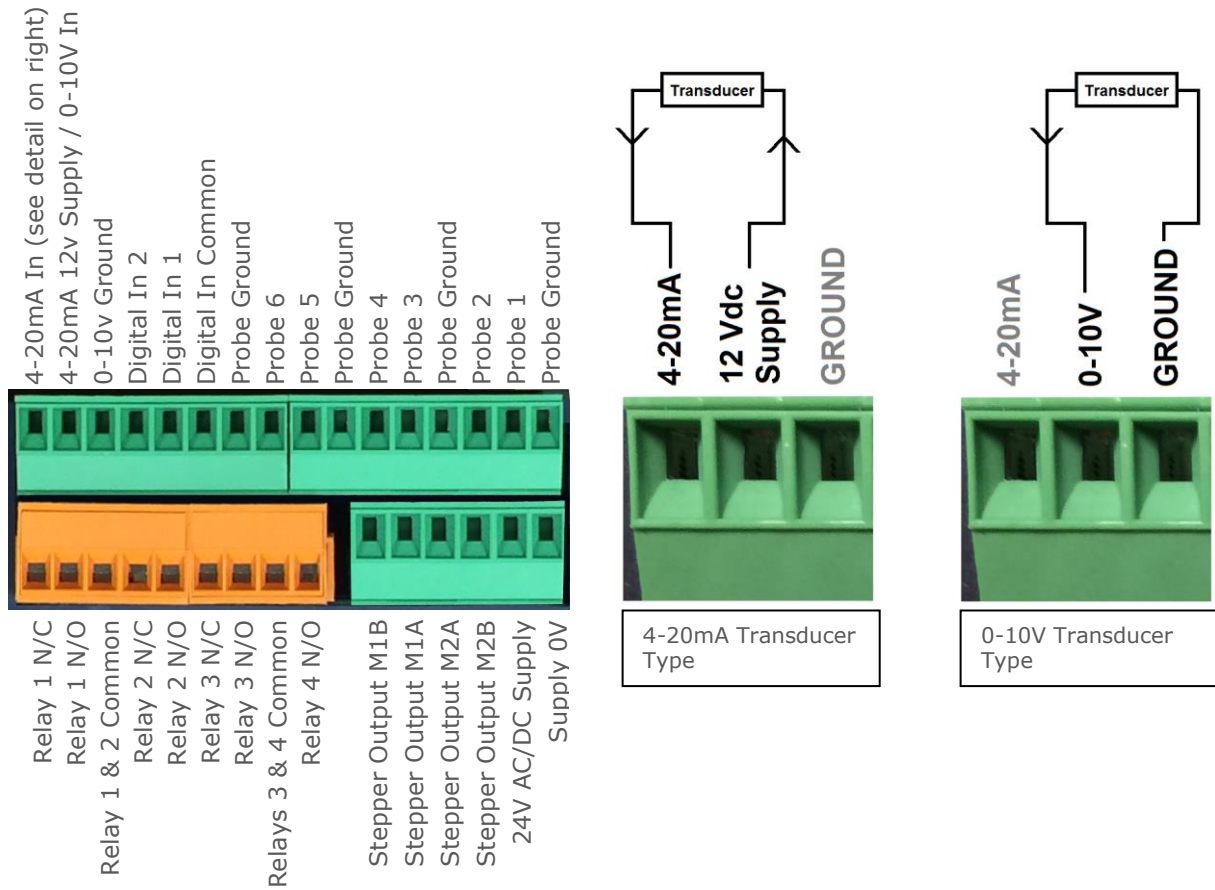 4-20mA In (see detail on right)
4-20mA 12v Supply / 0-10V In
0-10v Ground
Digital In 2
Digital In 1
Digital In Common
Probe Ground
Probe 6
Probe 5
Probe Ground
Probe 4
Probe 3
Probe Ground
Probe 2
Probe 1
Probe Ground
Relay 1 N/C
Relay 1 N/O
Relay 1 & 2 Common
Relay 2 N/C
Relay 2 N/O
Relay 3 N/C
Relay 3 N/O
Relays 3 & 4 Common
Relay 4 N/O
Stepper Output M1B
Stepper Output M1A
Stepper Output M2A
Stepper Output M2B
24V AC/DC Supply
Supply 0V
Transducer
4-20mA
12 Vdc
Supply
GROUND
4-20mA Transducer
Type
Transducer
4-20mA
0-10V
GROUND
0-10V Transducer
Type